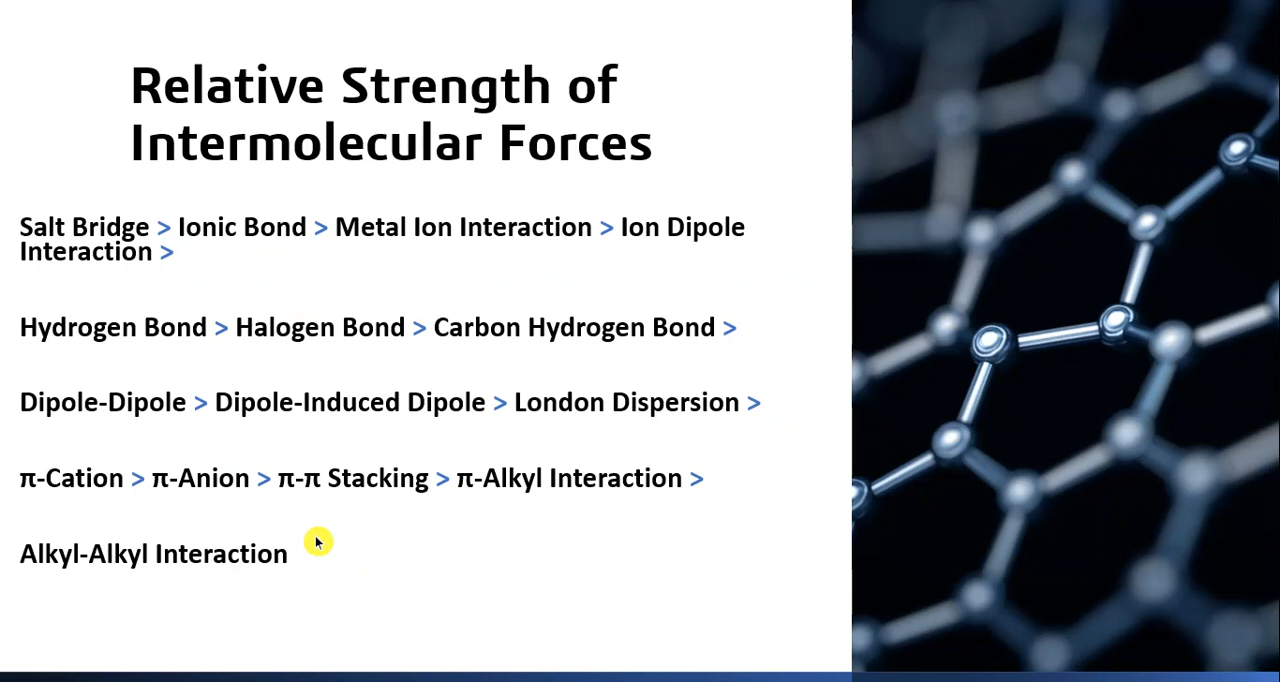 Relative Strength of
Intermolecular Forces
Salt Bridge > Ionic Bond > Metal Ion Interaction > Ion Dipole
Interaction >
Hydrogen Bond > Halogen Bond > Carbon Hydrogen Bond >
Dipole-Dipole > Dipole-Induced Dipole > London Dispersion >
π-Cation > π-Anion > π-π Stacking > π-Alkyl Interaction >
Alkyl-Alkyl Interaction